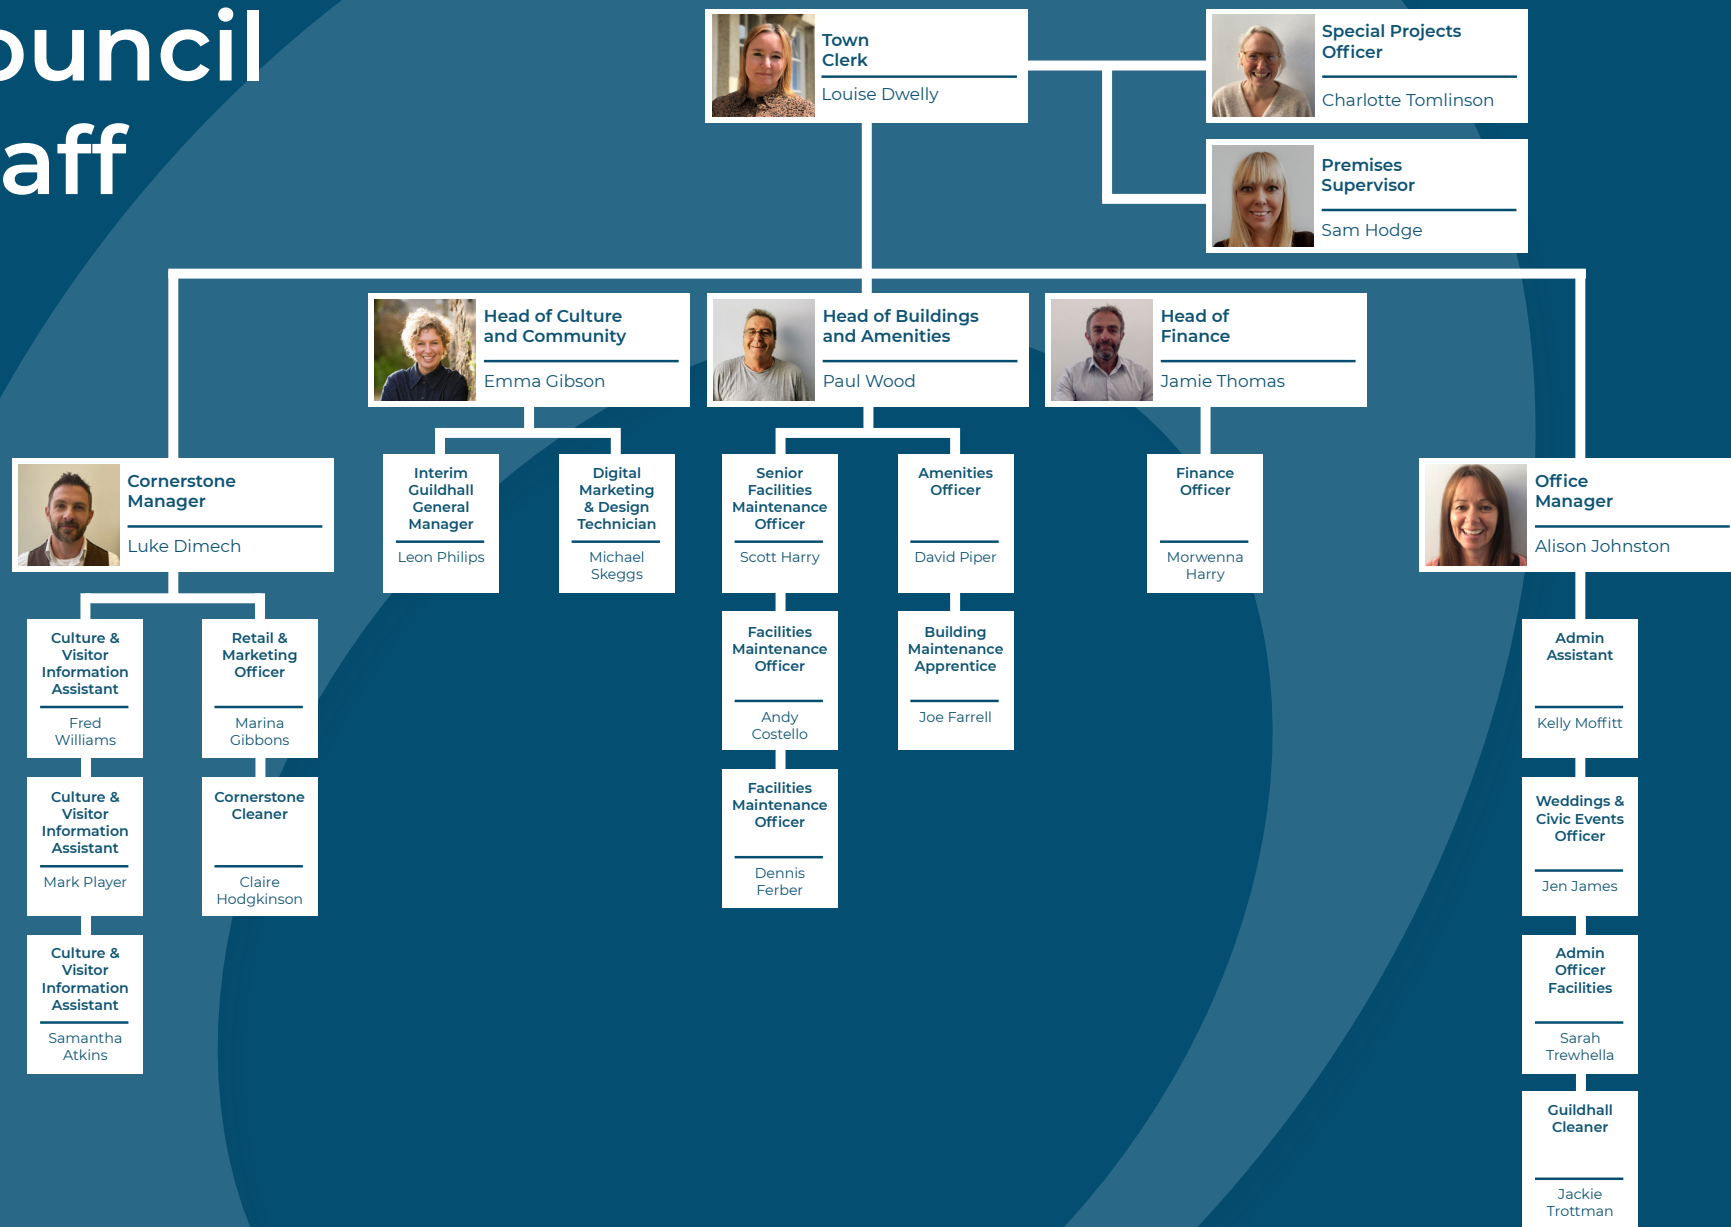 ouncil
aff
Town
Clerk
Louise Dwelly
Special Projects
Officer
Charlotte Tomlinson
Premises
Supervisor
Sam Hodge
Head of Culture
and Community
Emma Gibson
Head of Buildings
and Amenities
Paul Wood
Head of
Finance
Jamie Thomas
Cornerstone
Manager
Luke Dimech
Interim
Guildhall
General
Manager
Leon Philips
Digital
Marketing
& Design
Technician
Michael
Skeggs
Senior
Facilities
Maintenance
Officer
Scott Harry
Amenities
Officer
David Piper
Finance
Officer
Morwenna
Harry
Office
Manager
Alison Johnston
Culture &
Visitor
Information
Assistant
Fred
Williams
Retail &
Marketing
Officer
Marina
Gibbons
Facilities
Maintenance
Officer
Andy
Costello
Building
Maintenance
Apprentice
Joe Farrell
Admin
Assistant
Kelly Moffitt
Culture &
Visitor
Information
Assistant
Mark Player
Cornerstone
Cleaner
Claire
Hodgkinson
Facilities
Maintenance
Officer
Dennis
Ferber
Weddings &
Civic Events
Officer
Jen James
Culture &
Visitor
Information
Assistant
Samantha
Atkins
Admin
Officer
Facilities
Sarah
Trewhella
Guildhall
Cleaner
Jackie
Trottman